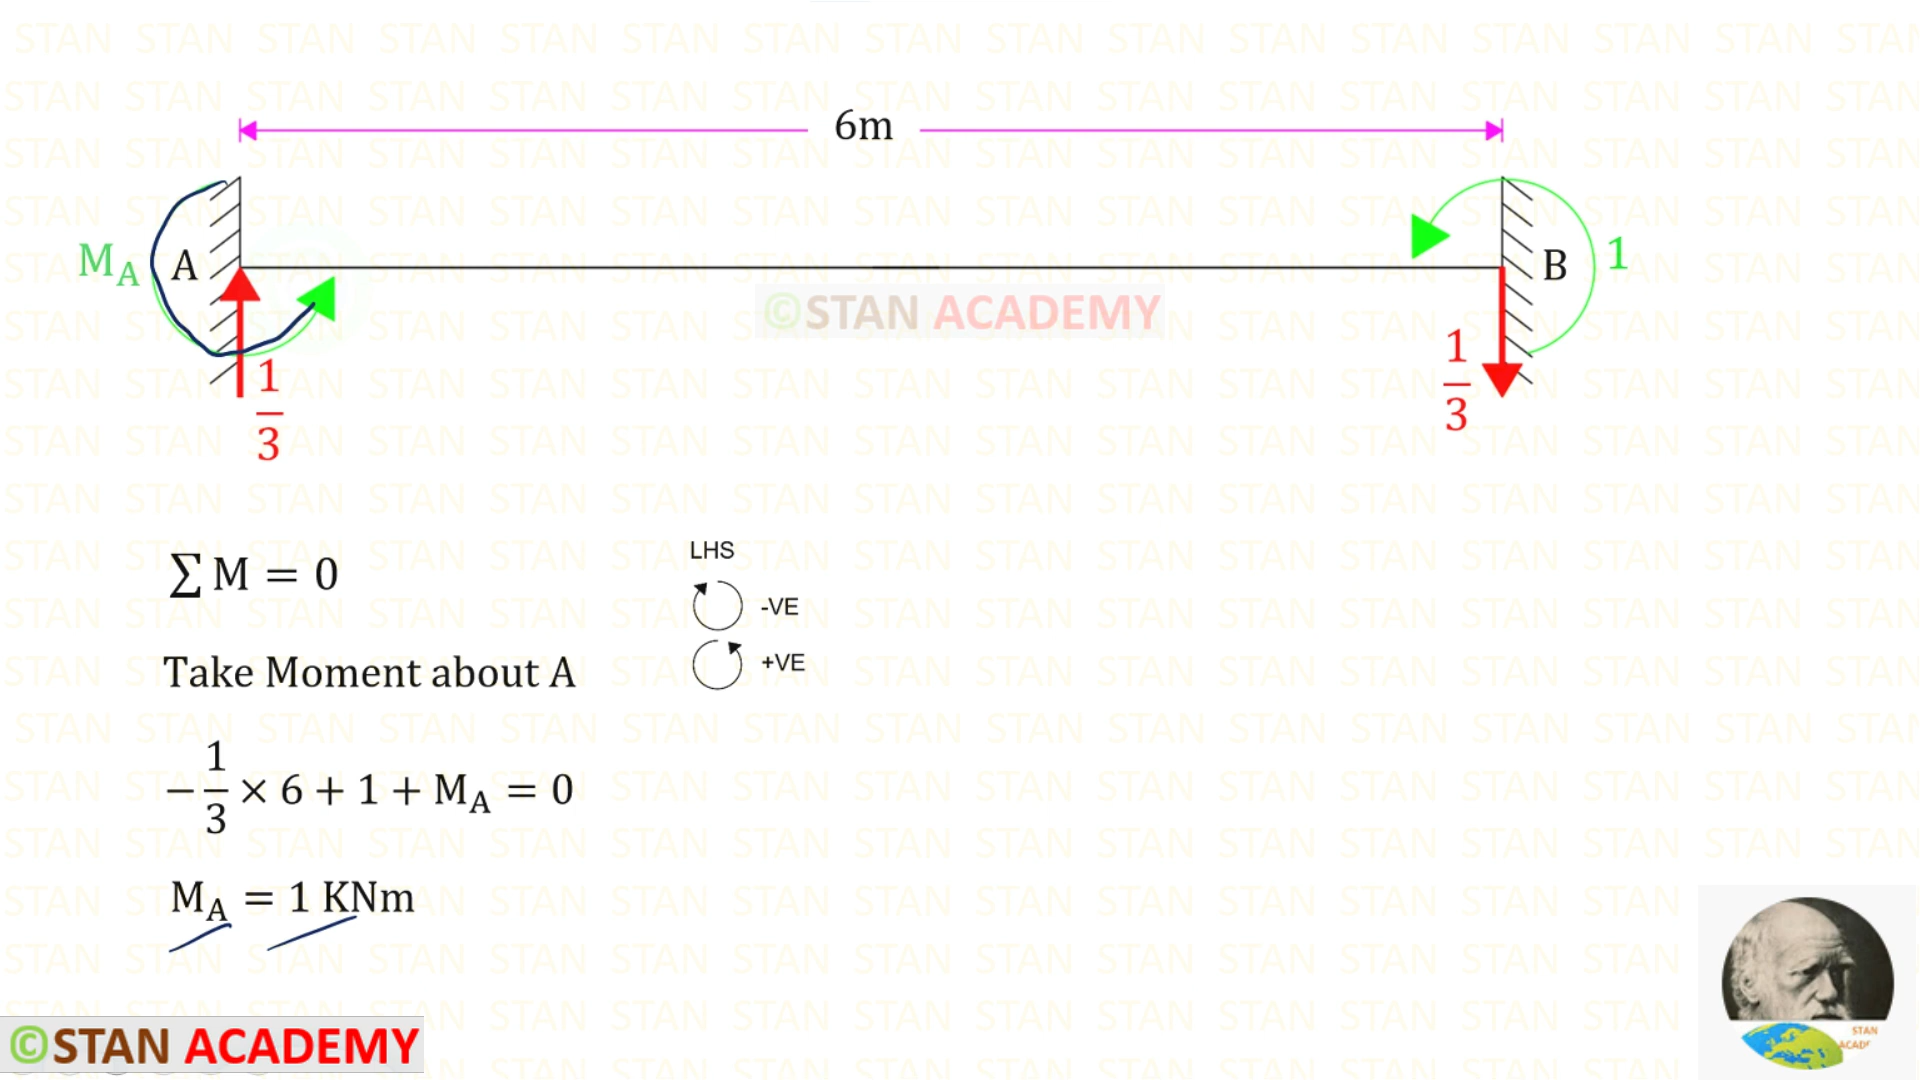 6m
M_A A
B 1
©STAN ACADEMY
1/3
1/3
∑ M = 0
LHS
-VE
Take Moment about A
+VE
−1/3 × 6 + 1 + M_A = 0
M_A = 1 KNm
©STAN ACADEMY
STAN